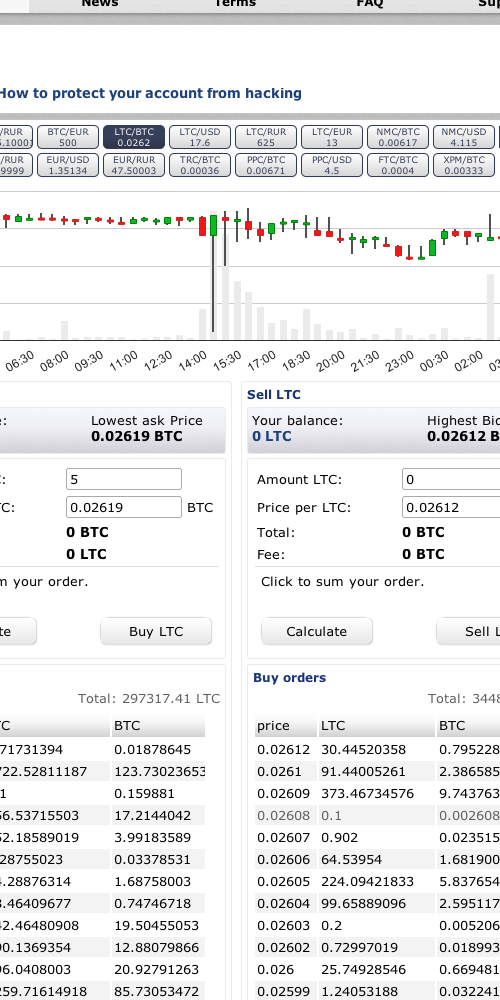 News Terms FAQ
How to protect your account from hacking
/RUR BTC/EUR LTC/BTC LTC/USD LTC/RUR LTC/EUR NMC/BTC NMC/USD
.10001 500 0.0262 17.6 625 13 0.00617 4.115
/RUR EUR/USD EUR/RUR TRC/BTC PPC/BTC PPC/USD FTC/BTC XPM/BTC
9999 1.35134 47.50003 0.00036 0.00671 4.5 0.0004 0.00333
06:30 08:00 09:30 11:00 12:30 14:00 15:30 17:00 18:30 20:00 21:30 23:00 00:30 02:00
Sell LTC
Lowest ask Price
0.02619 BTC
Your balance: Highest Bid
0 LTC 0.02612 B
C: 5
TC: 0.02619 BTC
0 BTC
0 LTC
m your order.
te Buy LTC
Amount LTC: 0
Price per LTC: 0.02612
Total: 0 BTC
Fee: 0 BTC
Click to sum your order.
Calculate Sell L
Total: 297317.41 LTC
TC BTC
71731394 0.01878645
722.52811187 123.73023653
1 0.159881
56.53715503 17.2144042
52.18589019 3.99183589
28755023 0.03378531
4.28876314 1.68758003
8.46409677 0.74746718
42.46480908 19.50455053
90.1369354 12.88079866
96.0408003 20.92791263
259.71614918 85.73053472
Buy orders
Total: 3448
price LTC BTC
0.02612 30.44520358 0.795228
0.0261 91.44005261 2.386585
0.02609 373.46734576 9.743763
0.02608 0.1 0.002608
0.02607 0.902 0.023515
0.02606 64.53954 1.681900
0.02605 224.09421833 5.837654
0.02604 99.65889096 2.595117
0.02603 0.2 0.005206
0.02602 0.72997019 0.018993
0.026 25.74928546 0.669481
0.02599 1.24053188 0.032241